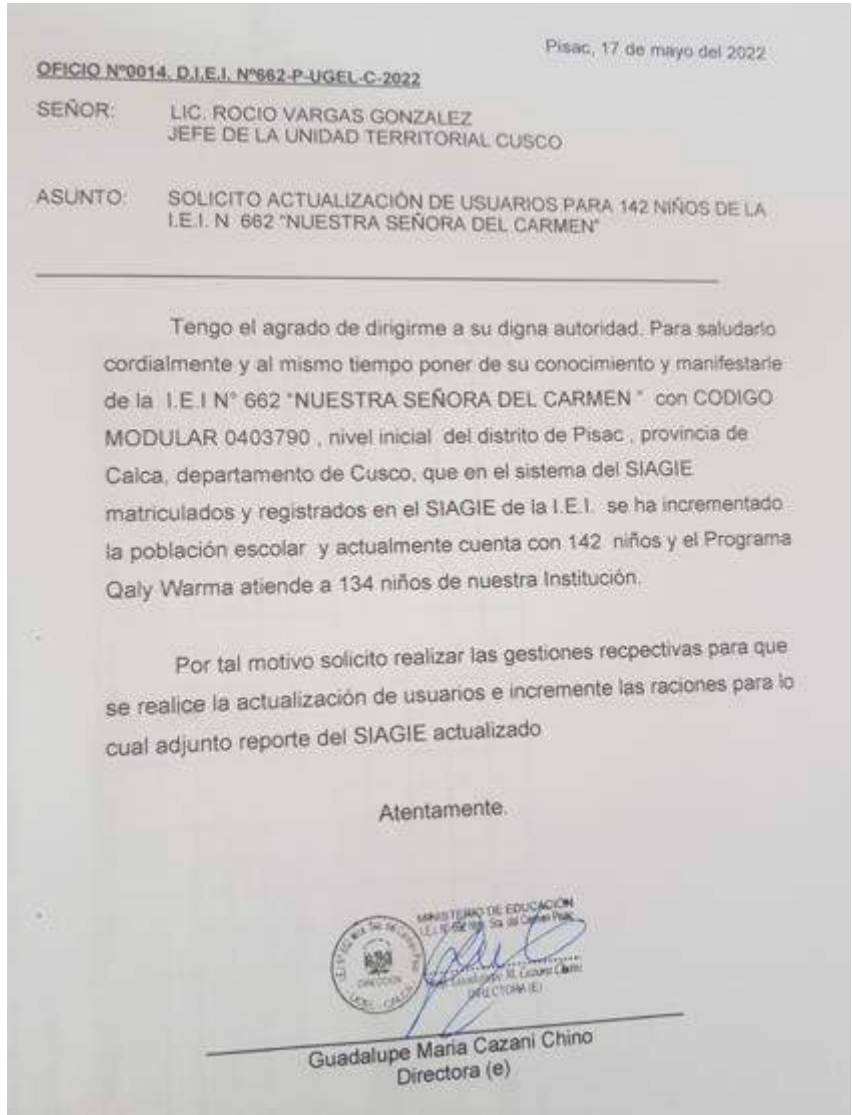 Pisac, 17 de mayo del 2022
OFICIO Nº0014. D.I.E.I. Nº662-P-UGEL-C-2022
SEÑOR: LIC. ROCIO VARGAS GONZALEZ
JEFE DE LA UNIDAD TERRITORIAL CUSCO
ASUNTO: SOLICITO ACTUALIZACIÓN DE USUARIOS PARA 142 NIÑOS DE LA
I.E.I. N 662 "NUESTRA SEÑORA DEL CARMEN"
Tengo el agrado de dirigirme a su digna autoridad. Para saludarlo
cordialmente y al mismo tiempo poner de su conocimiento y manifestarle
de la I.E.I N° 662 "NUESTRA SEÑORA DEL CARMEN " con CODIGO
MODULAR 0403790 , nivel inicial del distrito de Pisac , provincia de
Calca, departamento de Cusco, que en el sistema del SIAGIE
matriculados y registrados en el SIAGIE de la I.E.I. se ha incrementado
la población escolar y actualmente cuenta con 142 niños y el Programa
Qaly Warma atiende a 134 niños de nuestra Institución.
Por tal motivo solicito realizar las gestiones recpectivas para que
se realice la actualización de usuarios e incremente las raciones para lo
cual adjunto reporte del SIAGIE actualizado
Atentamente.
MINISTERIO DE EDUCACIÓN
DIRECCION
UGEL - CALCA
DIRECTORA (E)
Guadalupe Maria Cazani Chino
Directora (e)